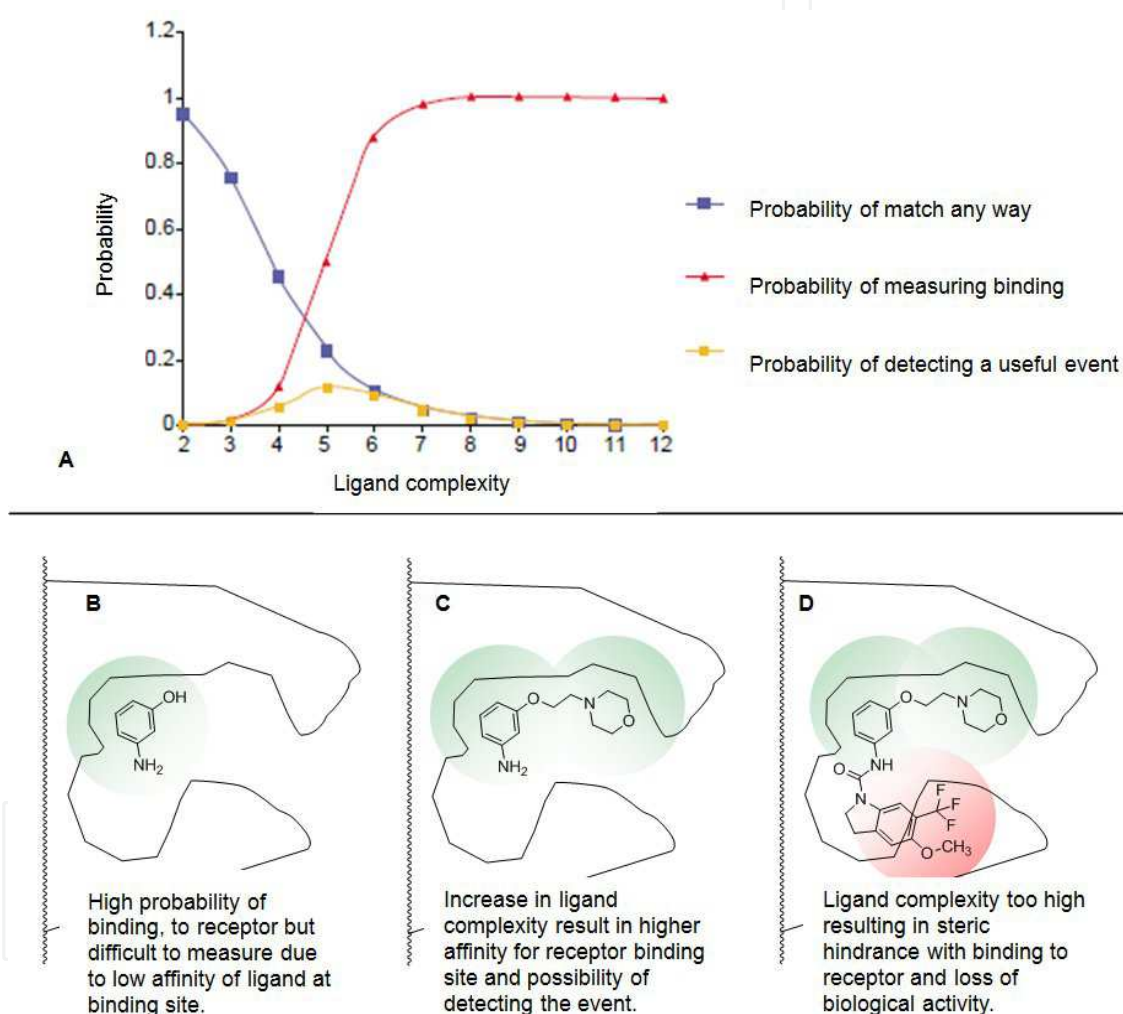 1.2
1
0.8
0.6
0.4
0.2
0
Probability
2 3 4 5 6 7 8 9 10 11 12
Ligand complexity
Probability of match any way
Probability of measuring binding
Probability of detecting a useful event
A
B
OH
NH2
High probability of
binding, to receptor but
difficult to measure due
to low affinity of ligand at
binding site.
C
O
N
O
NH2
Increase in ligand
complexity result in higher
affinity for receptor binding
site and possibility of
detecting the event.
D
O
N
O
NH
O
N
F
F
F
O-CH3
Ligand complexity too high
resulting in steric
hindrance with binding to
receptor and loss of
biological activity.